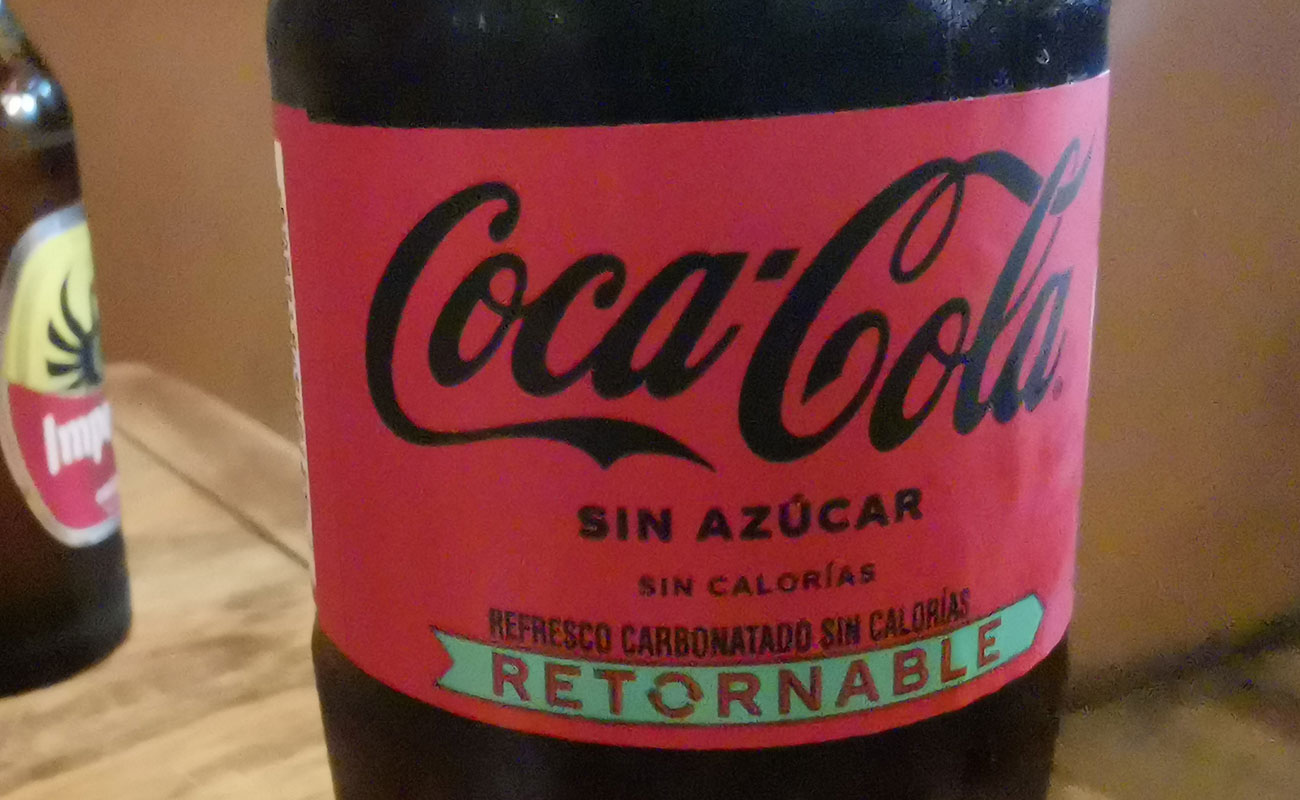 Coca-Cola
SIN AZÚCAR
SIN CALORÍAS
REFRESCO CARBONATADO SIN CALORÍAS
RETORNABLE